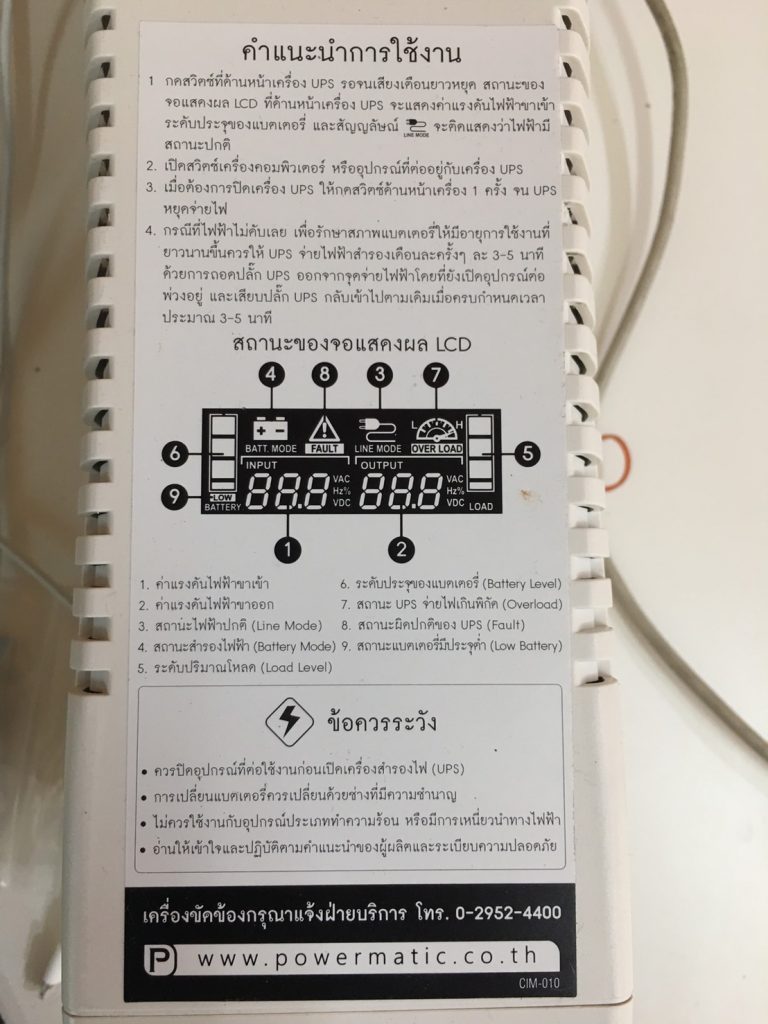 คำแนะนำการใช้งาน
1 กดสวิตซ์ที่ด้านหน้าเครื่อง UPS รอจนเสียงเตือนยาวหยุด สถานะของ
จอแสดงผล LCD ที่ด้านหน้าเครื่อง UPS จะแสดงค่าแรงดันไฟฟ้าขาเข้า
ระดับประจุของแบตเตอรี่ และสัญญลัษณ์ LINE MODE จะติดแสดงว่าไฟฟ้ามี
สถานะปกติ
2. เปิดสวิตซ์เครื่องคอมพิวเตอร์ หรืออุปกรณ์ที่ต่ออยู่กับเครื่อง UPS
3. เมื่อต้องการปิดเครื่อง UPS ให้กดสวิตซ์ด้านหน้าเครื่อง 1 ครั้ง จน UPS
หยุดจ่ายไฟ
4. กรณีที่ไฟฟ้าไม่ดับเลย เพื่อรักษาสภาพแบตเตอรี่ให้มีอายุการใช้งานที่
ยาวนานขึ้นควรให้ UPS จ่ายไฟฟ้าสำรองเดือนละครั้งๆ ละ 3-5 นาที
ด้วยการถอดปลั๊ก UPS ออกจากจุดจ่ายไฟฟ้าโดยที่ยังเปิดอุปกรณ์ต่อ
พ่วงอยู่ และเสียบปลั๊ก UPS กลับเข้าไปตามเดิมเมื่อครบกำหนดเวลา
ประมาณ 3-5 นาที
สถานะของจอแสดงผล LCD
4 8 3 7
L H
BATT. MODE FAULT LINE MODE OVER LOAD
6 5
INPUT OUTPUT
88.8 VAC Hz% VDC 88.8 VAC Hz% VDC
9 LOW BATTERY LOAD
1 2
1. ค่าแรงดันไฟฟ้าขาเข้า
2. ค่าแรงดันไฟฟ้าขาออก
3. สถานะไฟฟ้าปกติ (Line Mode)
4. สถานะสำรองไฟฟ้า (Battery Mode)
5. ระดับปริมาณโหลด (Load Level)
6. ระดับประจุของแบตเตอรี่ (Battery Level)
7. สถานะ UPS จ่ายไฟเกินพิกัด (Overload)
8. สถานะผิดปกติของ UPS (Fault)
9. สถานะแบตเตอรี่มีประจุต่ำ (Low Battery)
ข้อควรระวัง
• ควรปิดอุปกรณ์ที่ต่อใช้งานก่อนเปิดเครื่องสำรองไฟ (UPS)
• การเปลี่ยนแบตเตอรี่ควรเปลี่ยนด้วยช่างที่มีความชำนาญ
• ไม่ควรใช้งานกับอุปกรณ์ประเภททำความร้อน หรือมีการเหนี่ยวนำทางไฟฟ้า
• อ่านให้เข้าใจและปฏิบัติตามคำแนะนำของผู้ผลิตและระเบียบความปลอดภัย
เครื่องขัดข้องกรุณาแจ้งฝ่ายบริการ โทร. 0-2952-4400
P www.powermatic.co.th
CIM-010